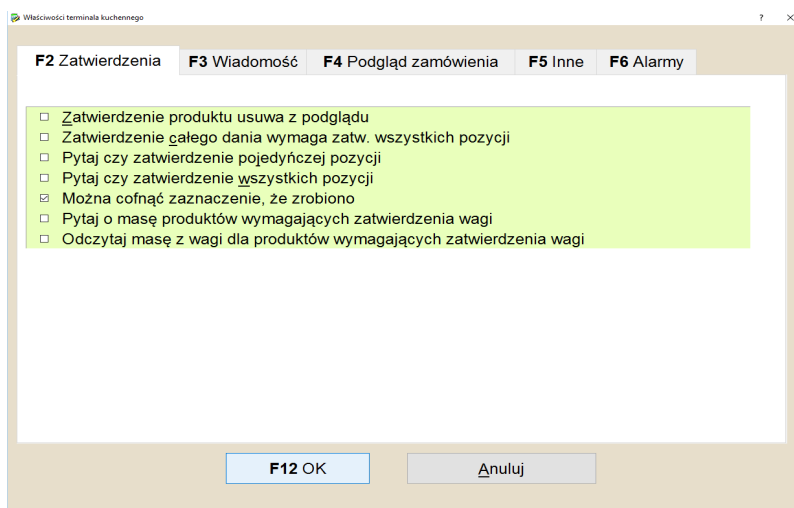 Właściwości terminala kuchennego ? ×
F2 Zatwierdzenia F3 Wiadomość F4 Podgląd zamówienia F5 Inne F6 Alarmy
Zatwierdzenie produktu usuwa z podglądu
Zatwierdzenie całego dania wymaga zatw. wszystkich pozycji
Pytaj czy zatwierdzenie pojedyńczej pozycji
Pytaj czy zatwierdzenie wszystkich pozycji
Można cofnąć zaznaczenie, że zrobiono
Pytaj o masę produktów wymagających zatwierdzenia wagi
Odczytaj masę z wagi dla produktów wymagających zatwierdzenia wagi
F12 OK Anuluj